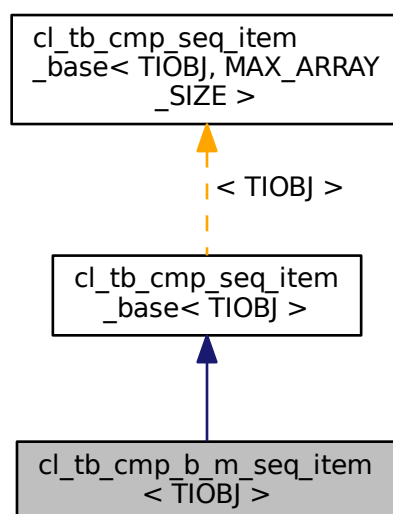 cl_tb_cmp_seq_item
_base< TIOBJ, MAX_ARRAY
_SIZE >
< TIOBJ >
cl_tb_cmp_seq_item
_base< TIOBJ >
cl_tb_cmp_b_m_seq_item
< TIOBJ >